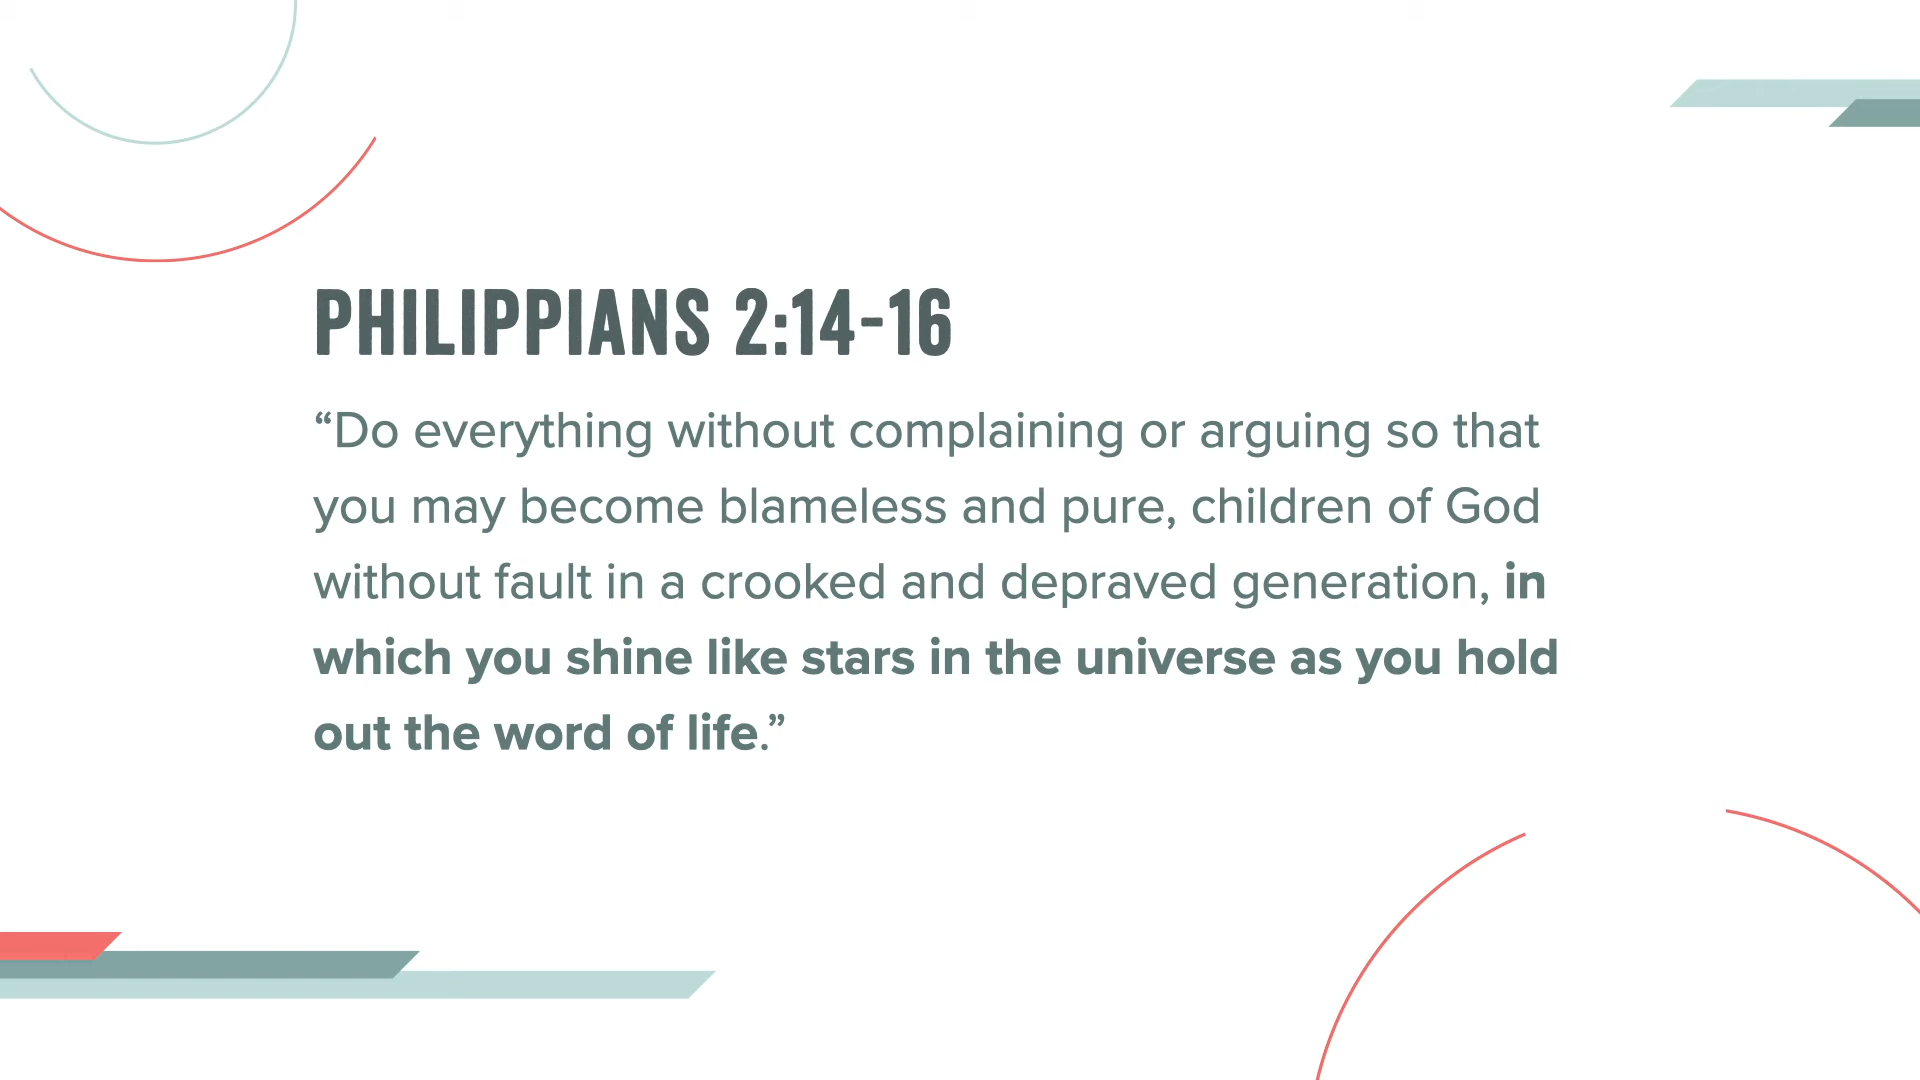 PHILIPPIANS 2:14-16
“Do everything without complaining or arguing so that
you may become blameless and pure, children of God
without fault in a crooked and depraved generation, in
which you shine like stars in the universe as you hold
out the word of life.”